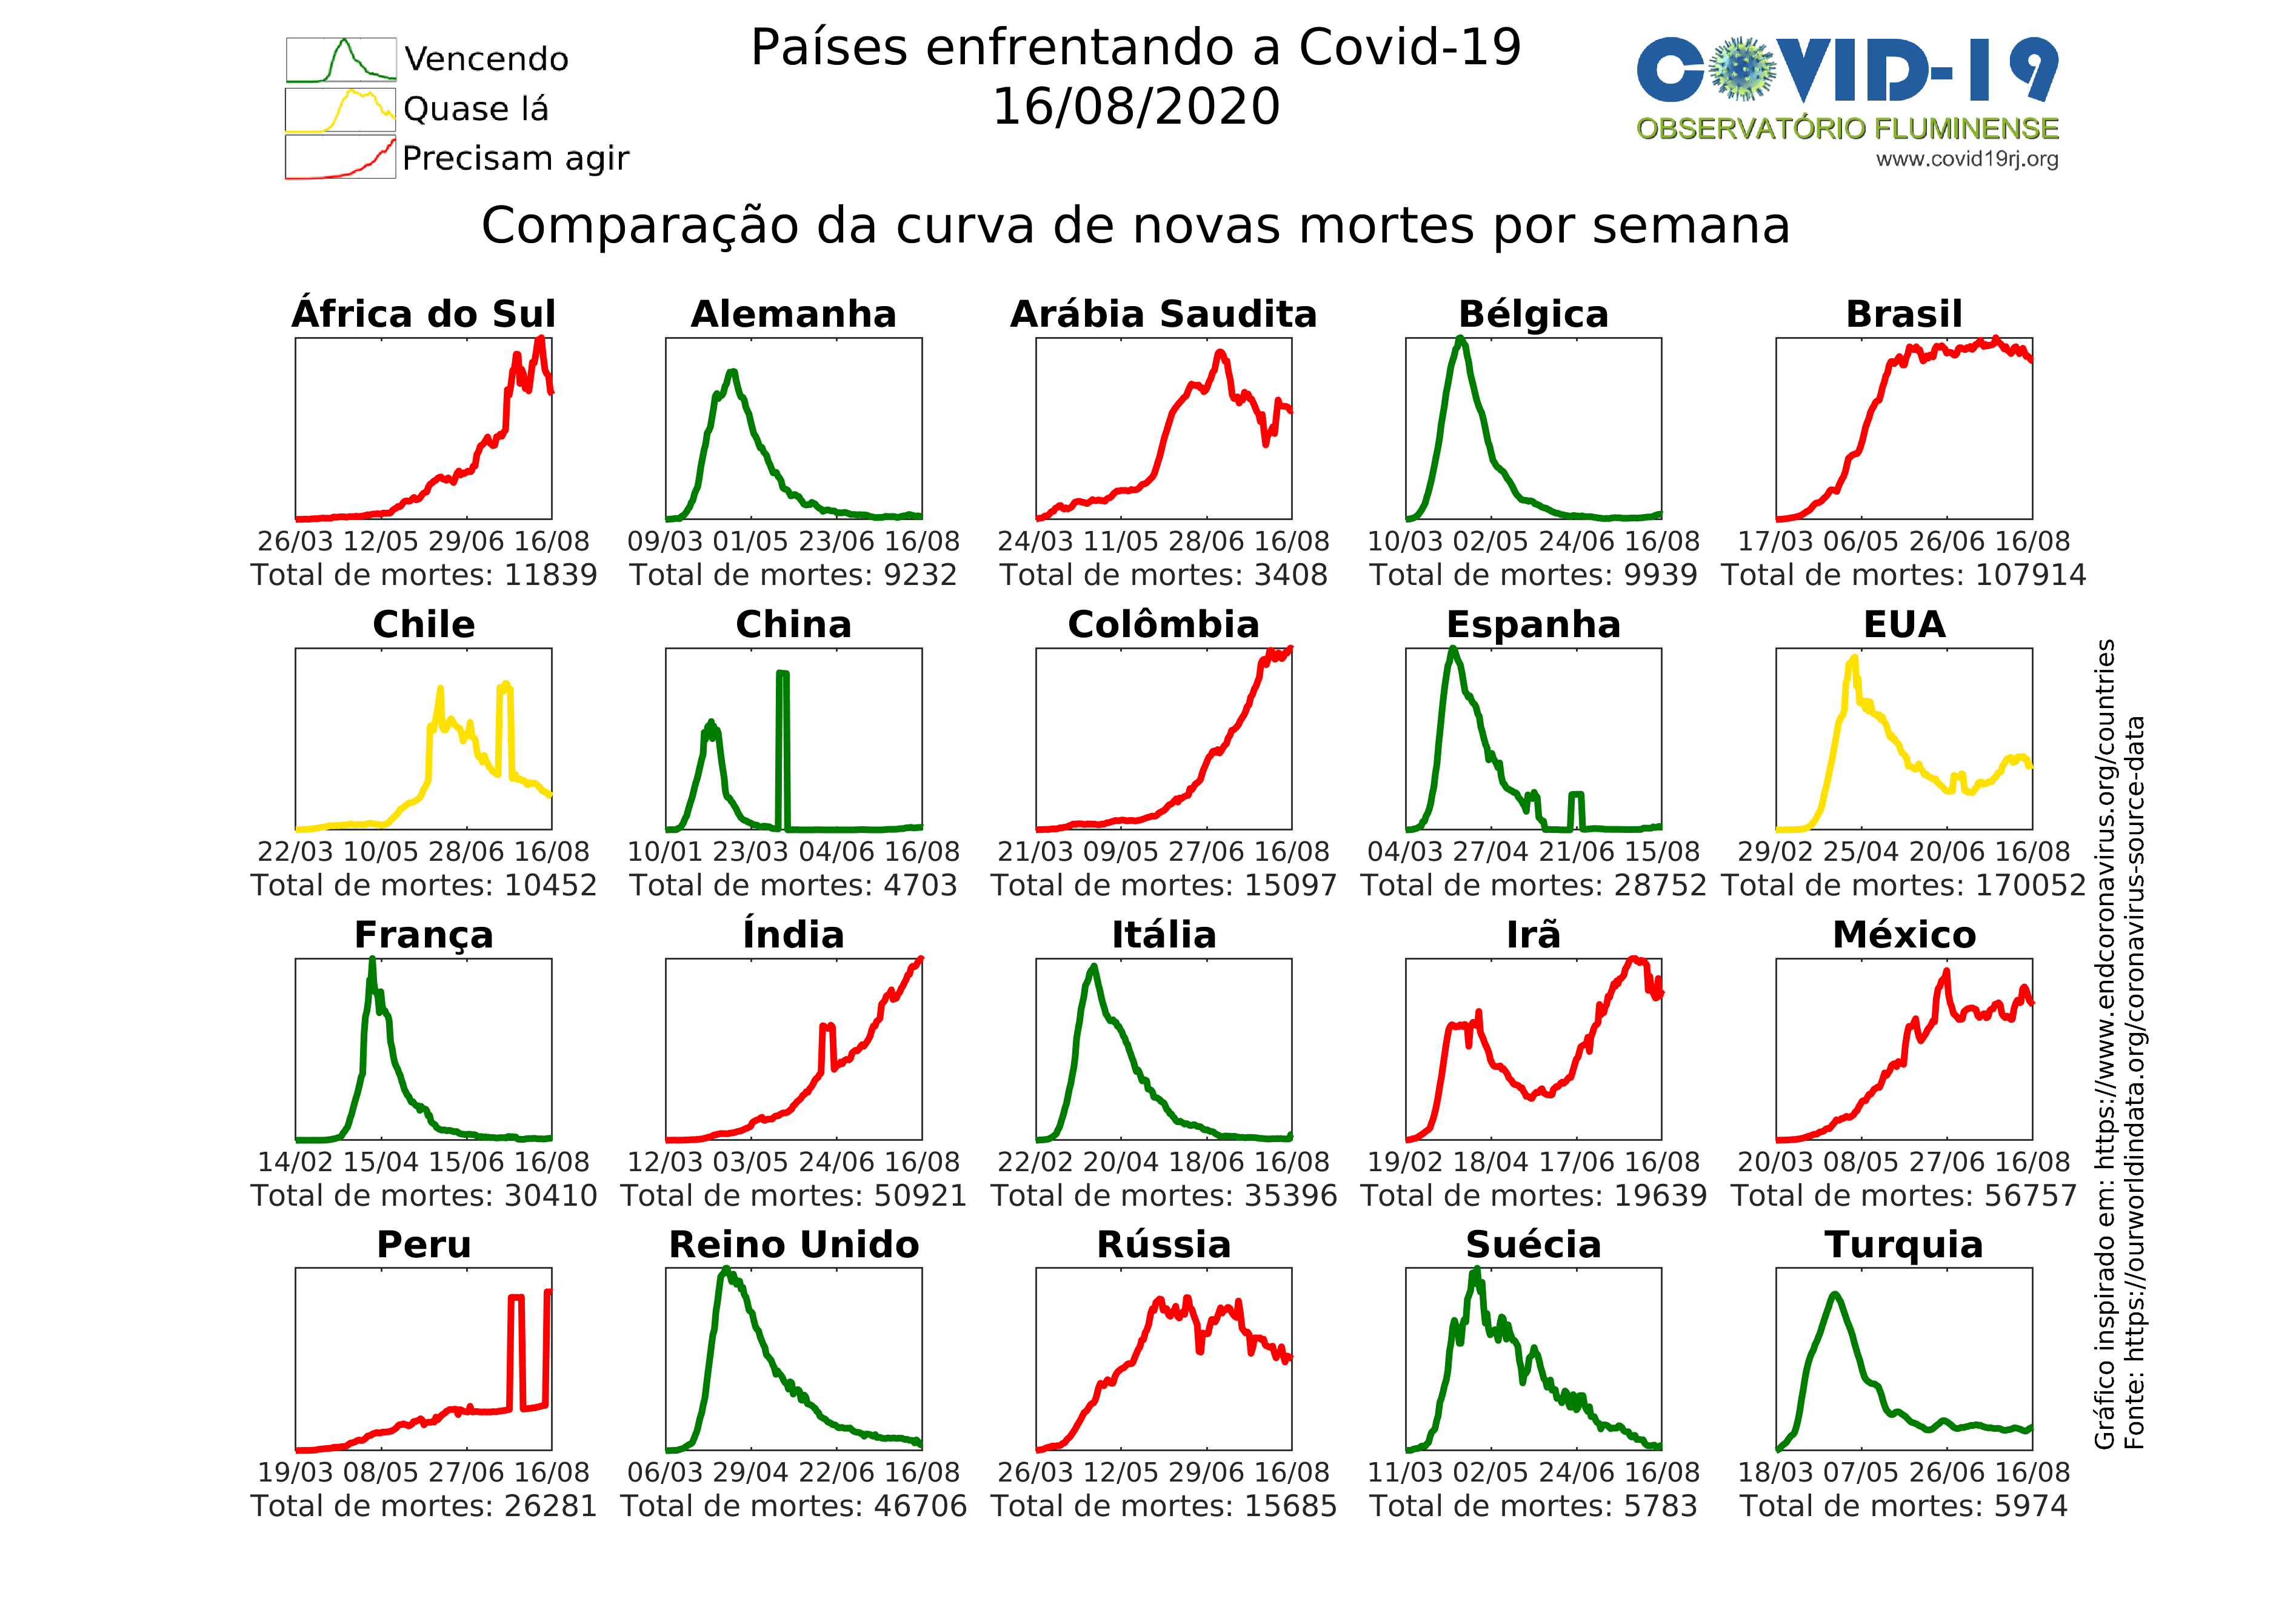 Vencendo
Quase lá
Precisam agir
Países enfrentando a Covid-19
16/08/2020
COVID-19
OBSERVATÓRIO FLUMINENSE
www.covid19rj.org
Comparação da curva de novas mortes por semana
África do Sul
26/03 12/05 29/06 16/08
Total de mortes: 11839
Alemanha
09/03 01/05 23/06 16/08
Total de mortes: 9232
Arábia Saudita
24/03 11/05 28/06 16/08
Total de mortes: 3408
Bélgica
10/03 02/05 24/06 16/08
Total de mortes: 9939
Brasil
17/03 06/05 26/06 16/08
Total de mortes: 107914
Chile
22/03 10/05 28/06 16/08
Total de mortes: 10452
China
10/01 23/03 04/06 16/08
Total de mortes: 4703
Colômbia
21/03 09/05 27/06 16/08
Total de mortes: 15097
Espanha
04/03 27/04 21/06 15/08
Total de mortes: 28752
EUA
29/02 25/04 20/06 16/08
Total de mortes: 170052
França
14/02 15/04 15/06 16/08
Total de mortes: 30410
Índia
12/03 03/05 24/06 16/08
Total de mortes: 50921
Itália
22/02 20/04 18/06 16/08
Total de mortes: 35396
Irã
19/02 18/04 17/06 16/08
Total de mortes: 19639
México
20/03 08/05 27/06 16/08
Total de mortes: 56757
Peru
19/03 08/05 27/06 16/08
Total de mortes: 26281
Reino Unido
06/03 29/04 22/06 16/08
Total de mortes: 46706
Rússia
26/03 12/05 29/06 16/08
Total de mortes: 15685
Suécia
11/03 02/05 24/06 16/08
Total de mortes: 5783
Turquia
18/03 07/05 26/06 16/08
Total de mortes: 5974
Gráfico inspirado em: https://www.endcoronavirus.org/countries
Fonte: https://ourworldindata.org/coronavirus-source-data